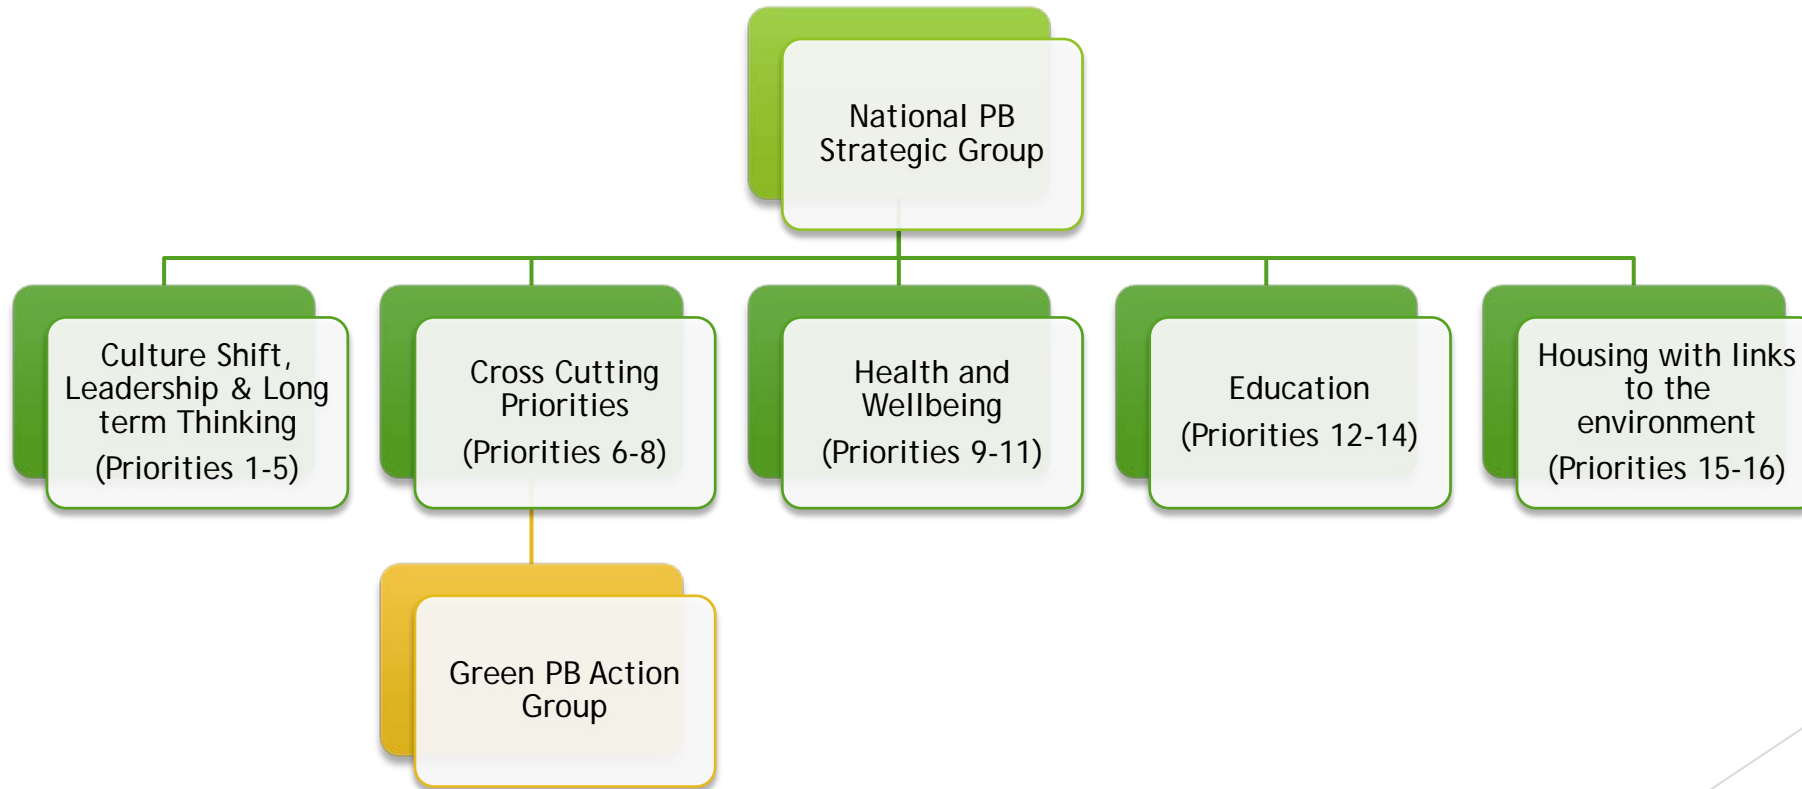 National PB
Strategic Group
Culture Shift,
Leadership & Long
term Thinking
(Priorities 1-5)
Cross Cutting
Priorities
(Priorities 6-8)
Health and
Wellbeing
(Priorities 9-11)
Education
(Priorities 12-14)
Housing with links
to the
environment
(Priorities 15-16)
Green PB Action
Group